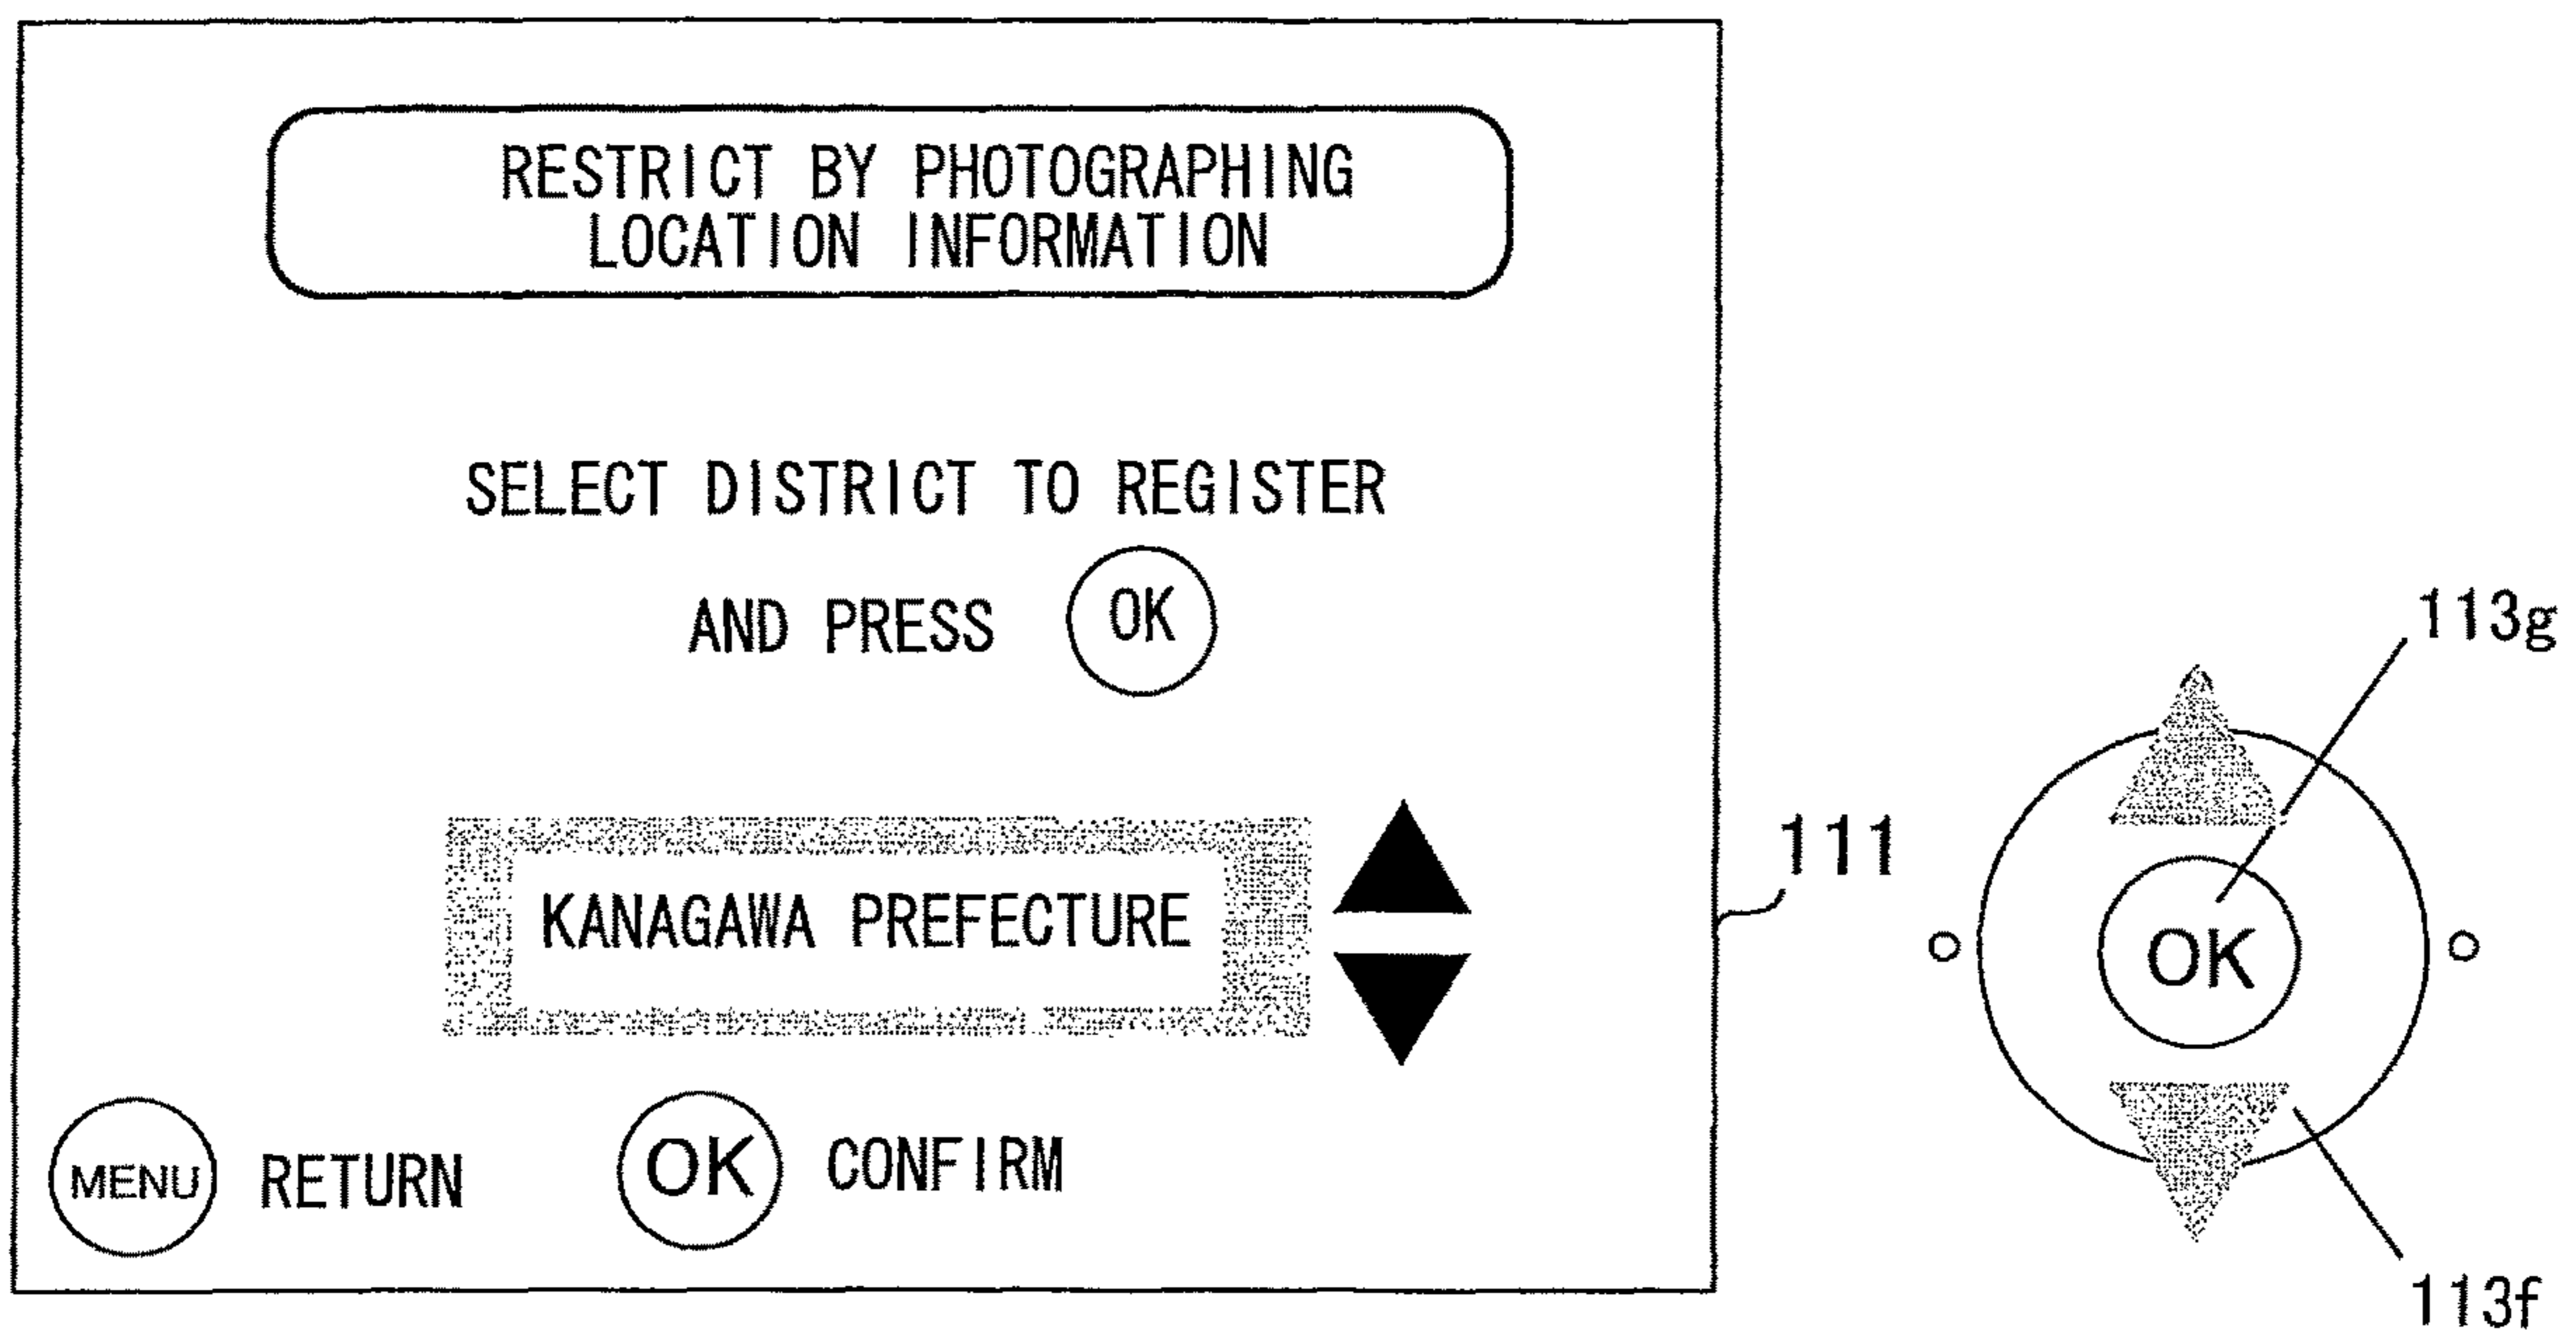 RESTRICT BY PHOTOGRAPHING
LOCATION INFORMATION
SELECT DISTRICT TO REGISTER
AND PRESS OK
KANAGAWA PREFECTURE
MENU RETURN OK CONFIRM
111
113g
OK
113f